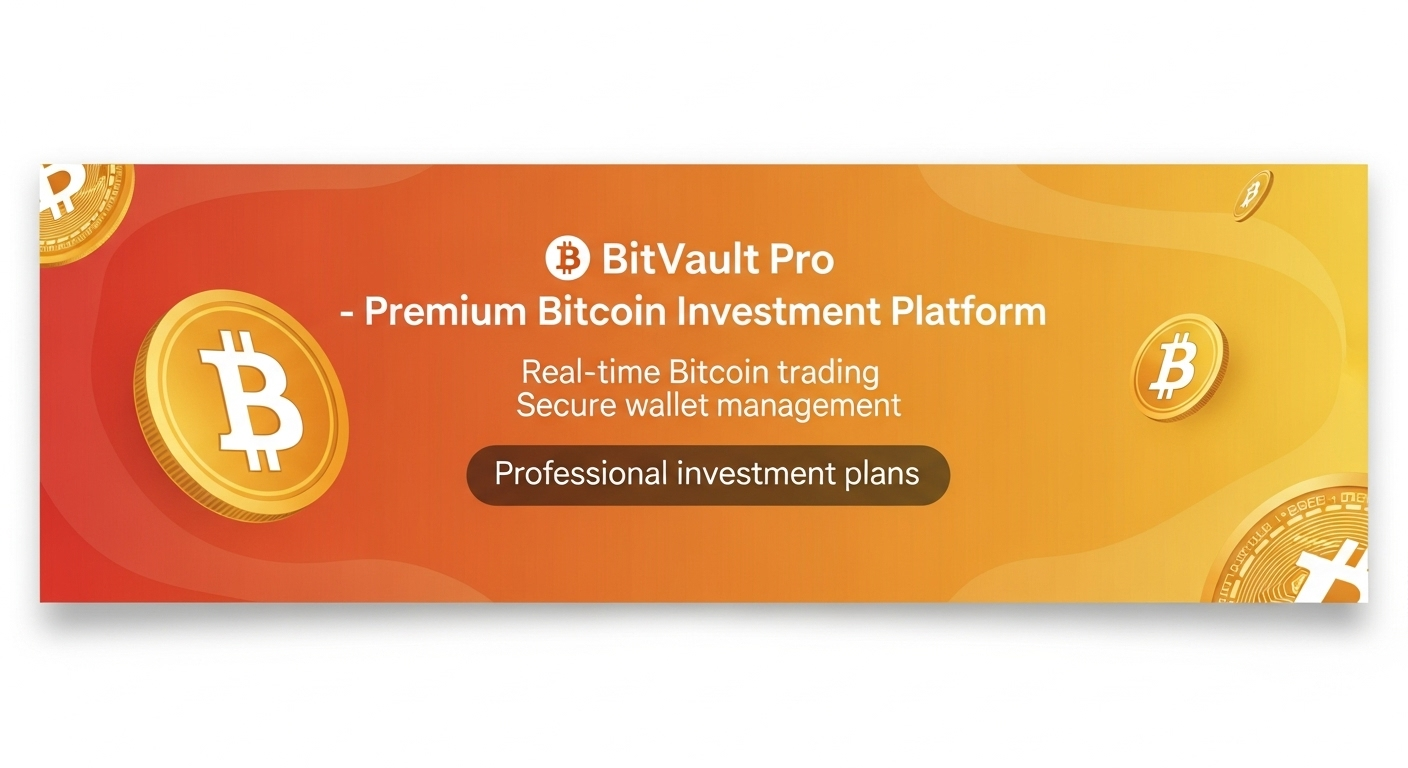 BitVault Pro
- Premium Bitcoin Investment Platform
Real-time Bitcoin trading
Secure wallet management
Professional investment plans